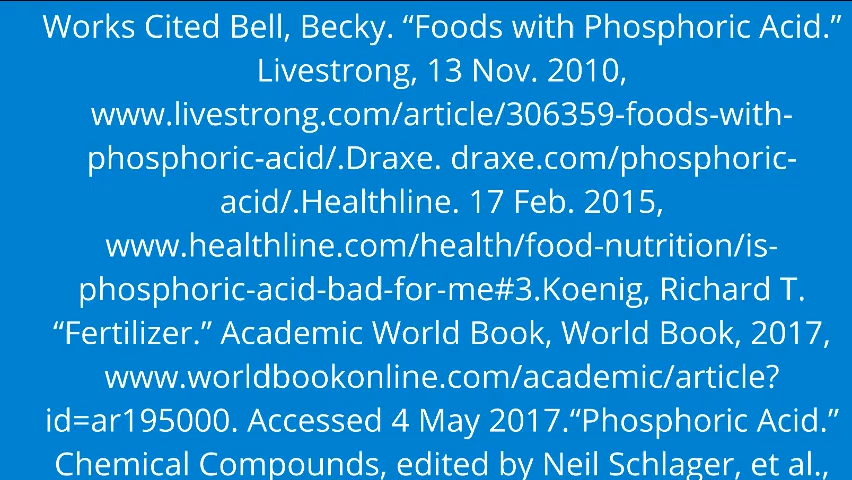 Works Cited Bell, Becky. “Foods with Phosphoric Acid.”
Livestrong, 13 Nov. 2010,
www.livestrong.com/article/306359-foods-with-
phosphoric-acid/.Draxe. draxe.com/phosphoric-
acid/.Healthline. 17 Feb. 2015,
www.healthline.com/health/food-nutrition/is-
phosphoric-acid-bad-for-me#3.Koenig, Richard T.
“Fertilizer.” Academic World Book, World Book, 2017,
www.worldbookonline.com/academic/article?
id=ar195000. Accessed 4 May 2017.“Phosphoric Acid.”
Chemical Compounds, edited by Neil Schlager, et al.,